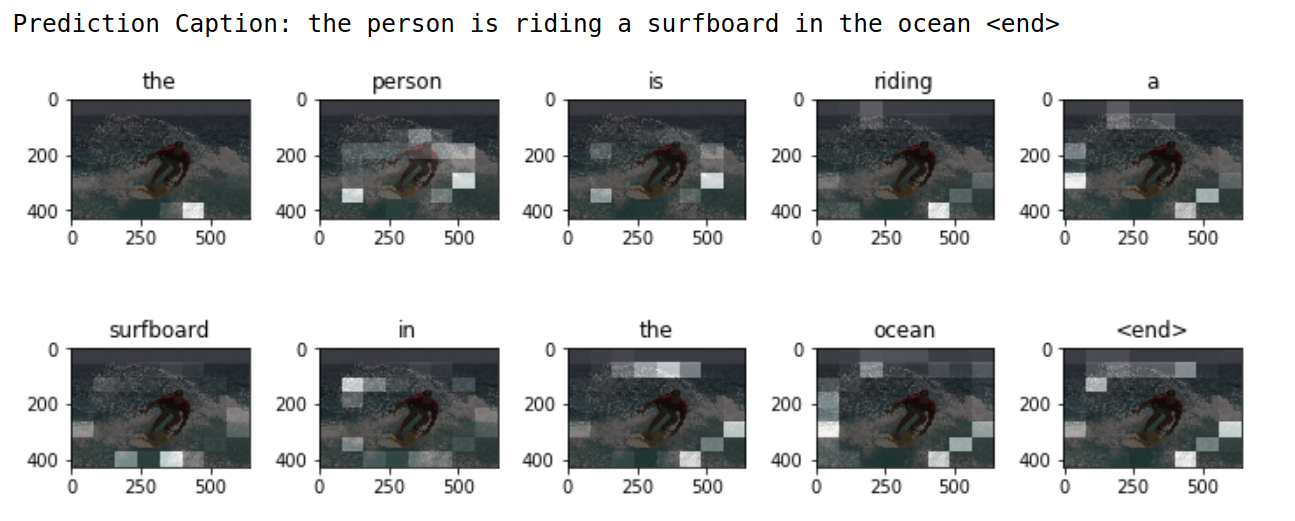 Prediction Caption: the person is riding a surfboard in the ocean <end>
the person is riding a
0 0 0 0 0
200 200 200 200 200
400 400 400 400 400
0 250 500 0 250 500 0 250 500 0 250 500 0 250 500
surfboard in the ocean <end>
0 0 0 0 0
200 200 200 200 200
400 400 400 400 400
0 250 500 0 250 500 0 250 500 0 250 500 0 250 500